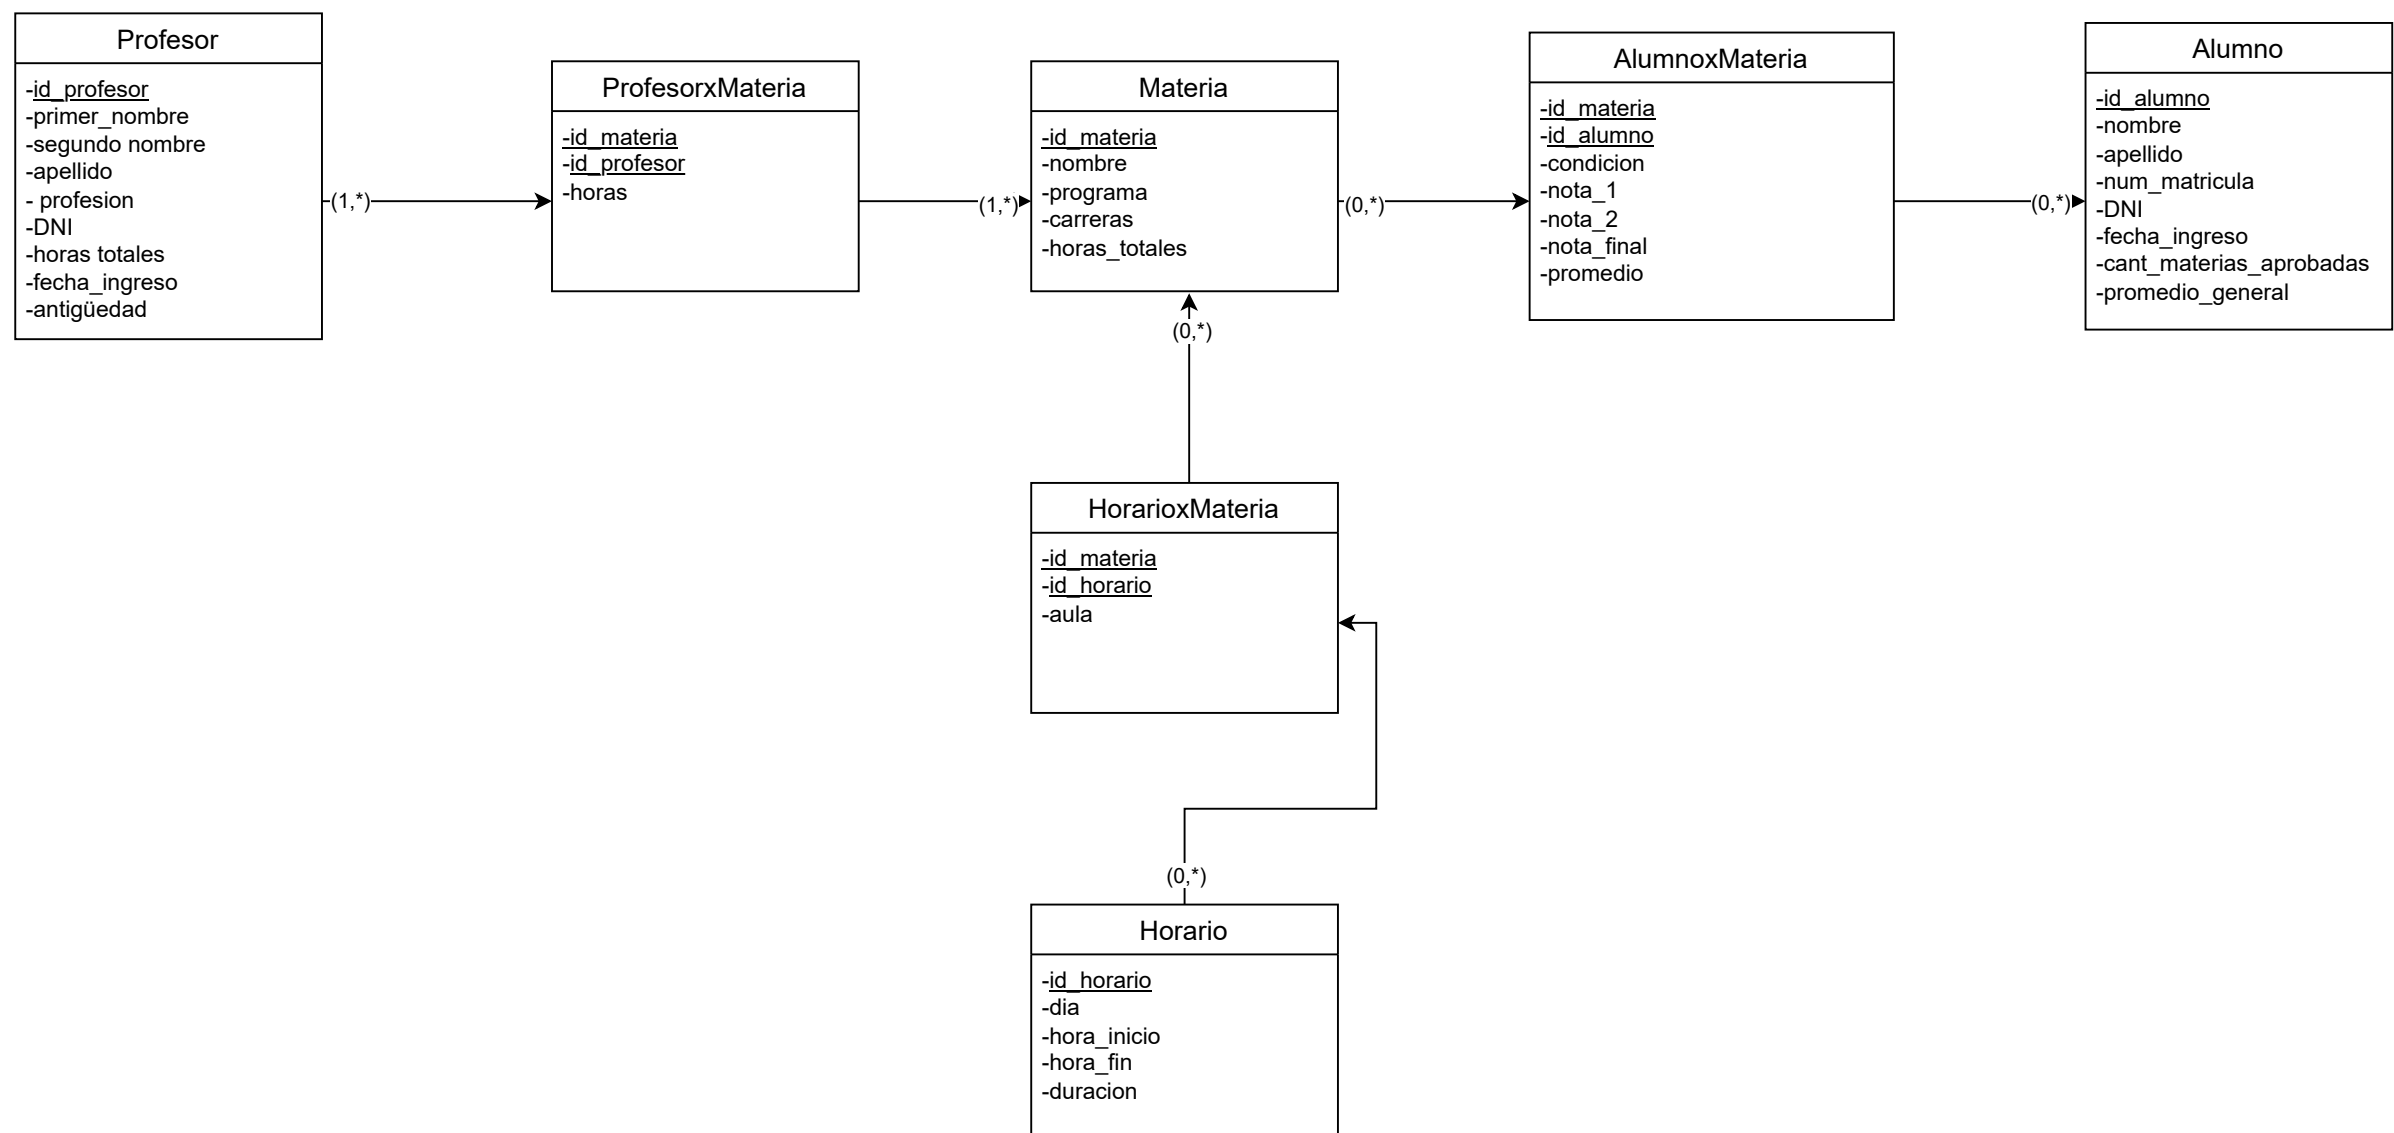 Profesor
-id_profesor
-primer_nombre
-segundo nombre
-apellido
- profesion
-DNI
-horas totales
-fecha_ingreso
-antigüedad
(1,*)
ProfesorxMateria
-id_materia
-id_profesor
-horas
(1,*)
Materia
-id_materia
-nombre
-programa
-carreras
-horas_totales
(0,*)
AlumnoxMateria
-id_materia
-id_alumno
-condicion
-nota_1
-nota_2
-nota_final
-promedio
(0,*)
Alumno
-id_alumno
-nombre
-apellido
-num_matricula
-DNI
-fecha_ingreso
-cant_materias_aprobadas
-promedio_general
(0,*)
HorarioxMateria
-id_materia
-id_horario
-aula
(0,*)
Horario
-id_horario
-dia
-hora_inicio
-hora_fin
-duracion